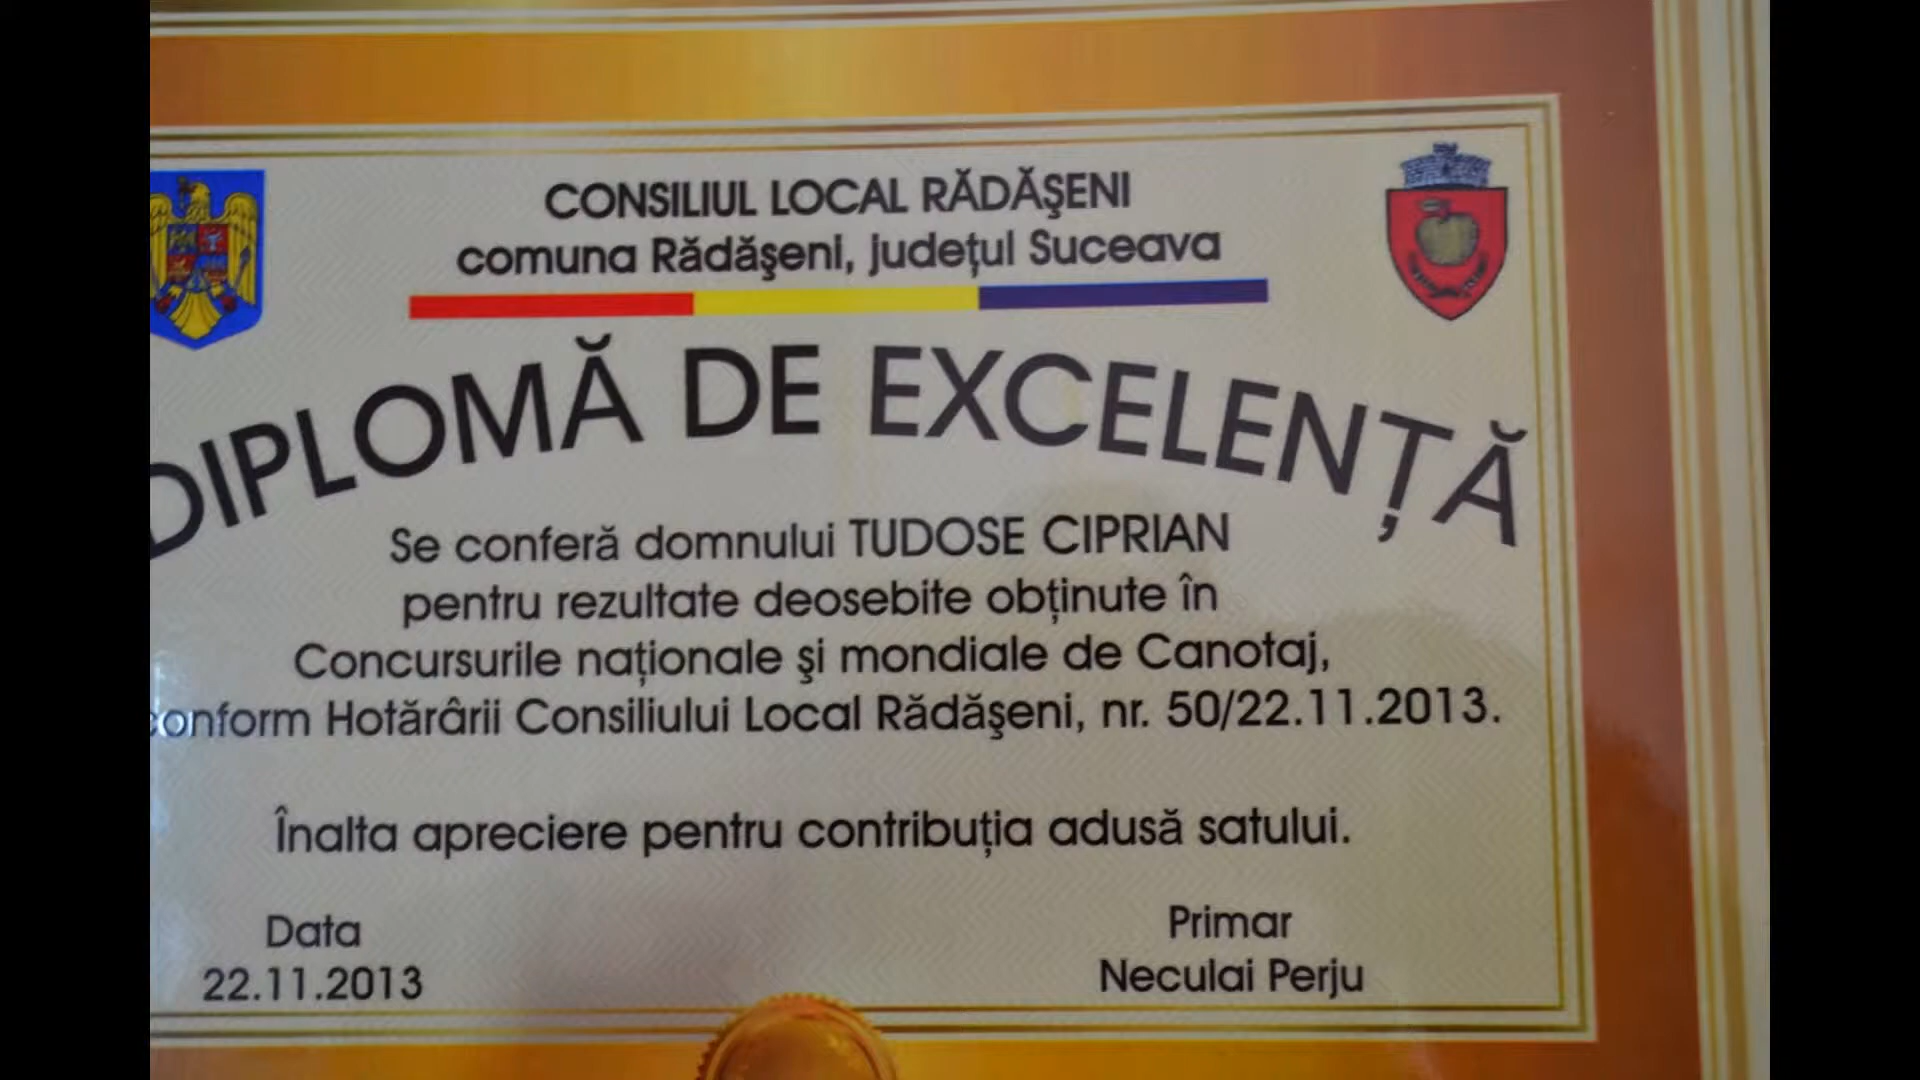 CONSILIUL LOCAL RĂDĂŞENI
comuna Rădăşeni, judeţul Suceava
DIPLOMĂ DE EXCELENŢĂ
Se conferă domnului TUDOSE CIPRIAN
pentru rezultate deosebite obţinute în
Concursurile naţionale şi mondiale de Canotaj,
conform Hotărârii Consiliului Local Rădăşeni, nr. 50/22.11.2013.
Înalta apreciere pentru contribuţia adusă satului.
Data
22.11.2013
Primar
Neculai Perju